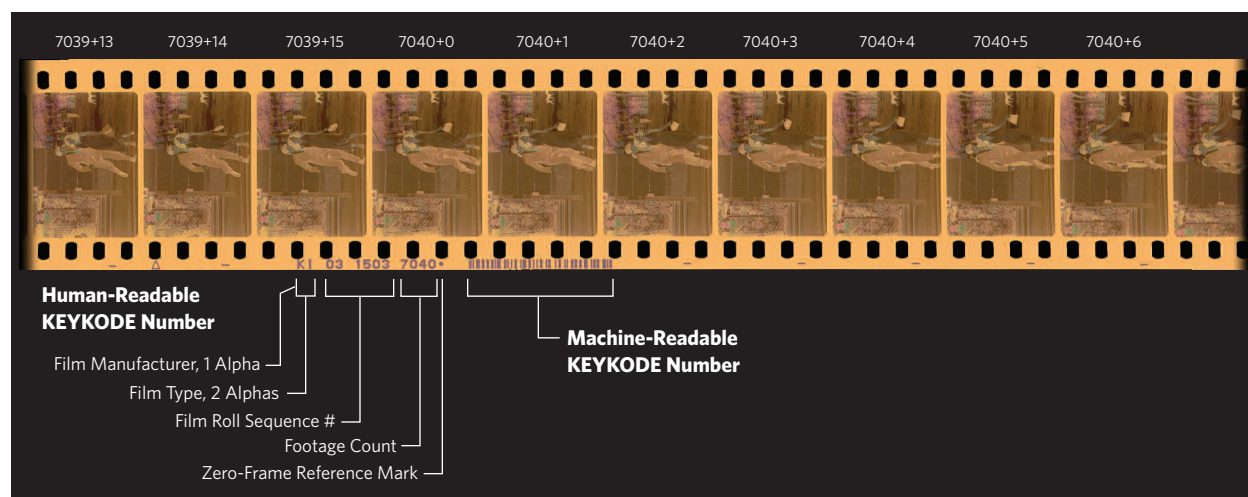 7039+13 7039+14 7039+15 7040+0 7040+1 7040+2 7040+3 7040+4 7040+5 7040+6
KI 03 1503 7040•
Human-Readable
KEYKODE Number
Film Manufacturer, 1 Alpha
Film Type, 2 Alphas
Film Roll Sequence #
Footage Count
Zero-Frame Reference Mark
Machine-Readable
KEYKODE Number